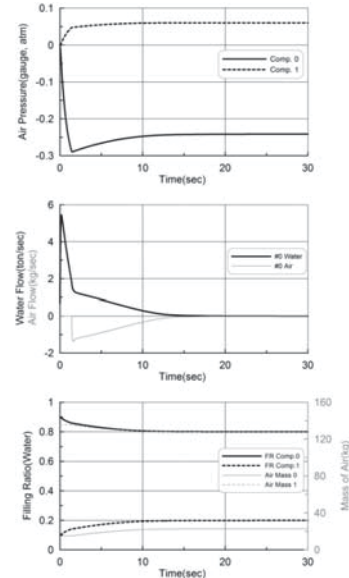 0.1
0
-0.1
-0.2
-0.3
0
10
20
30
Air Pressure(gauge, atm)
Time(sec)
Comp. 0
Comp. 1
6
4
2
0
-2
0
10
20
30
Water Flow(ton/sec)
Air Flow(kg/sec)
Time(sec)
#0 Water
#0 Air
1
0.8
0.6
0.4
0.2
0
160
120
80
40
0
0
10
20
30
Filling Ratio(Water)
Mass of Air(kg)
Time(sec)
FR Comp.0
FR Comp.1
Air Mass 0
Air Mass 1